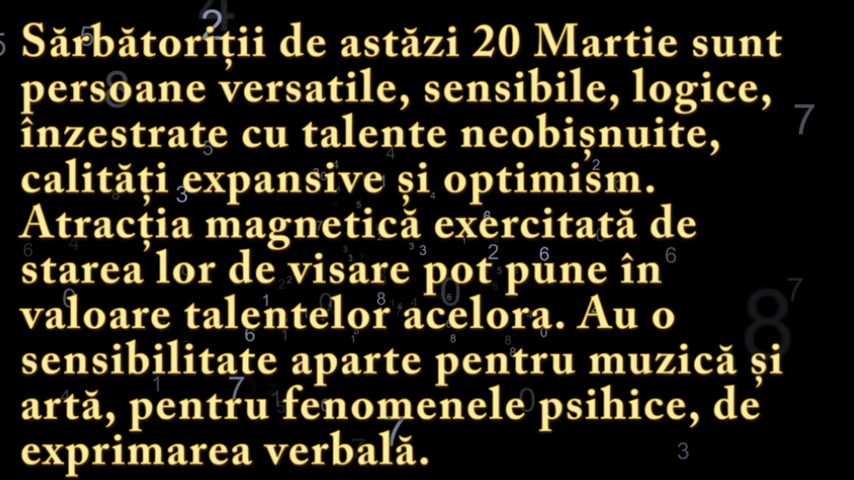 Sărbătoriții de astăzi 20 Martie sunt
persoane versatile, sensibile, logice,
înzestrate cu talente neobișnuite,
calități expansive și optimism.
Atracția magnetică exercitată de
starea lor de visare pot pune în
valoare talentelor acelora. Au o
sensibilitate aparte pentru muzică și
artă, pentru fenomenele psihice, de
exprimarea verbală.